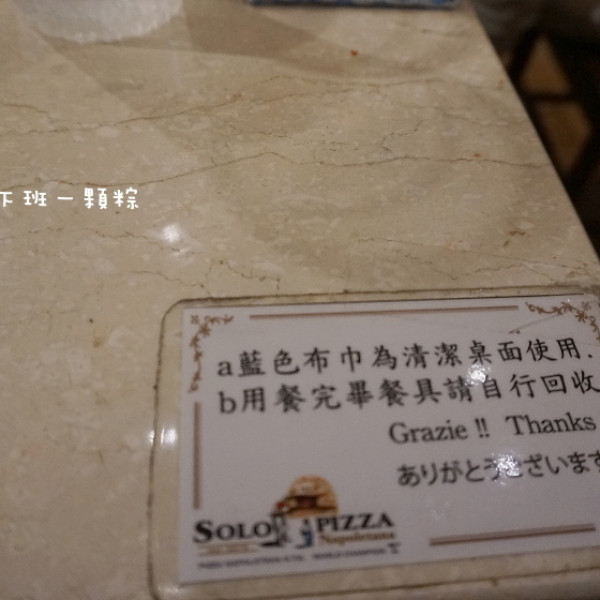 下班一顆粽
a藍色布巾為清潔桌面使用.
b用餐完畢餐具請自行回收
Grazie !! Thanks
ありがとうございます
SOLO PIZZA
Napoletana